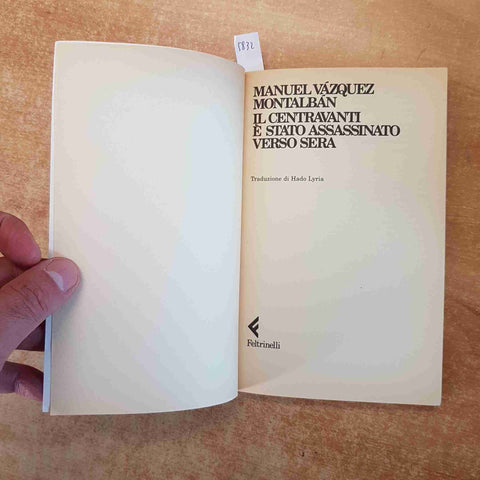 5832
MANUEL VÁZQUEZ
MONTALBÁN
IL CENTRAVANTI
È STATO ASSASSINATO
VERSO SERA
Traduzione di Hado Lyria
Feltrinelli